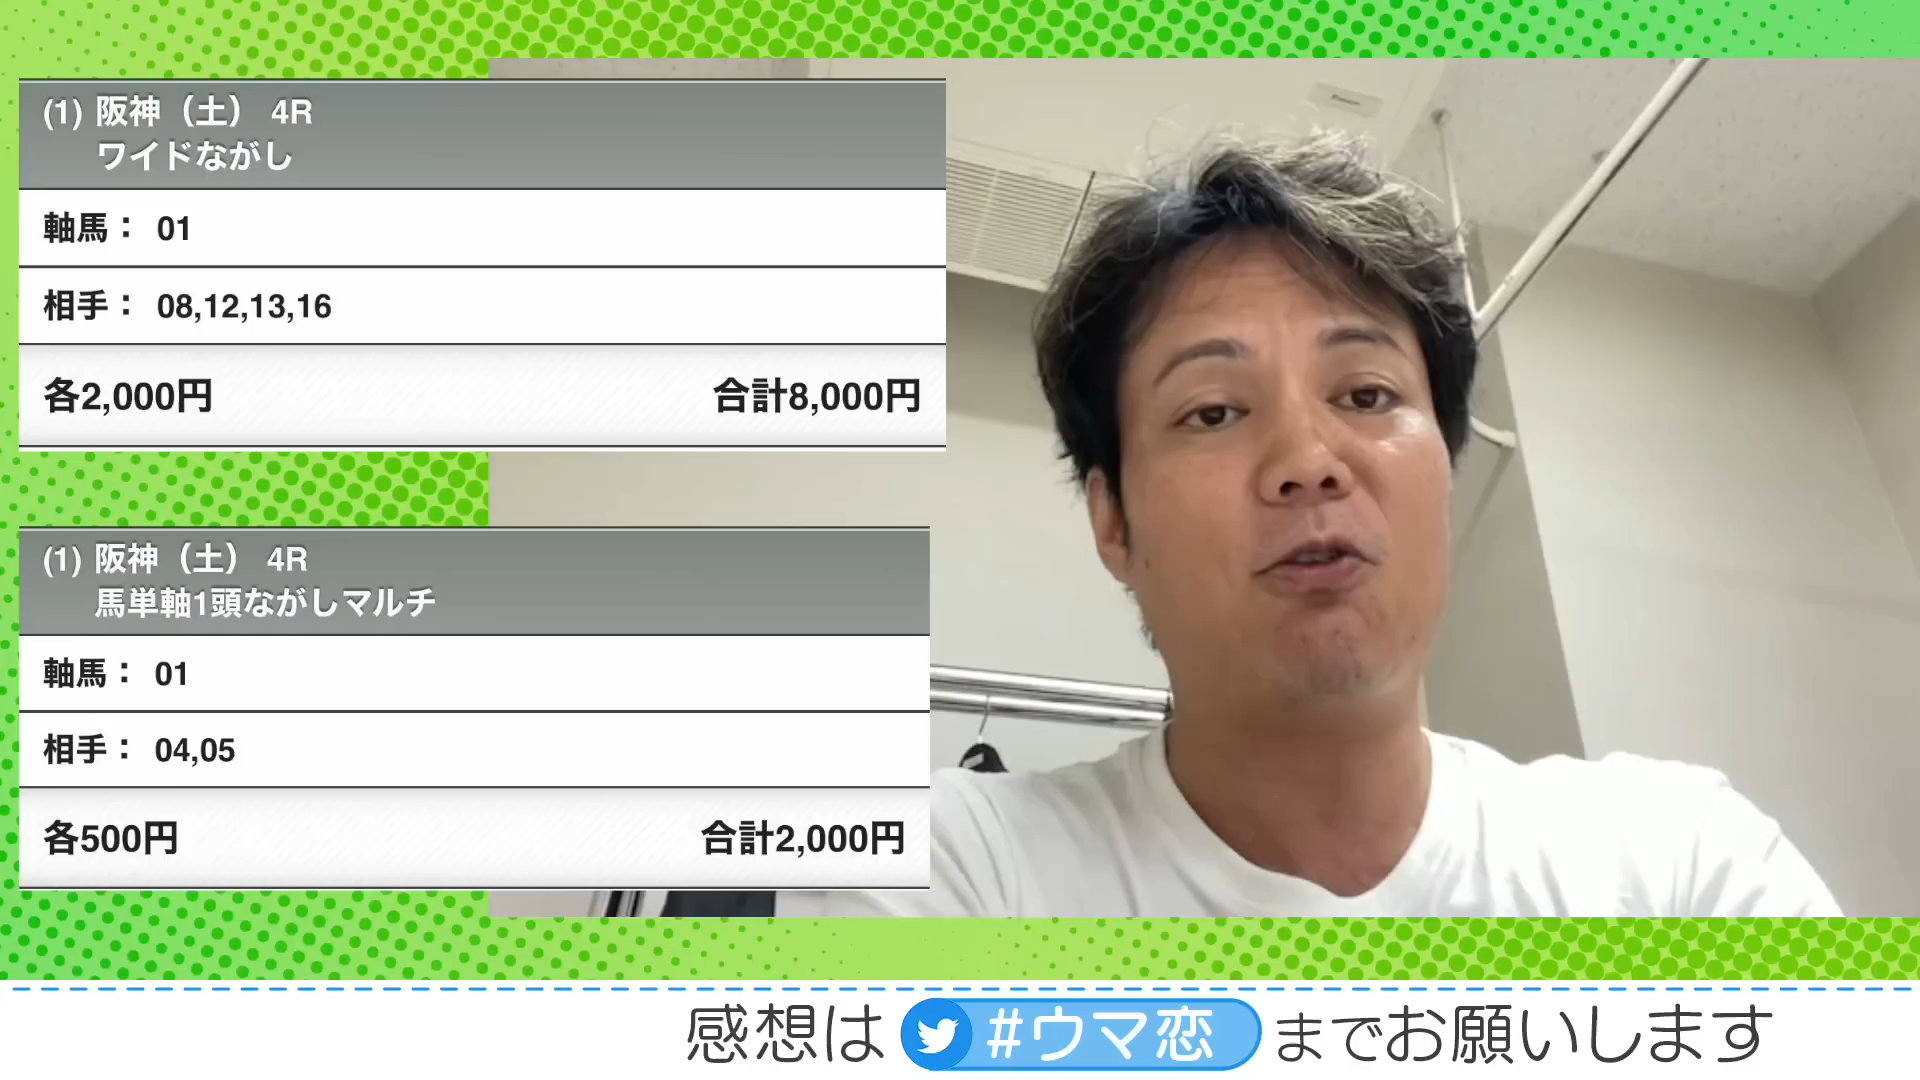 (1) 阪神（土） 4R
ワイドながし
軸馬： 01
相手： 08,12,13,16
各2,000円 合計8,000円
(1) 阪神（土） 4R
馬単軸1頭ながしマルチ
軸馬： 01
相手： 04,05
各500円 合計2,000円
感想は #ウマ恋 までお願いします